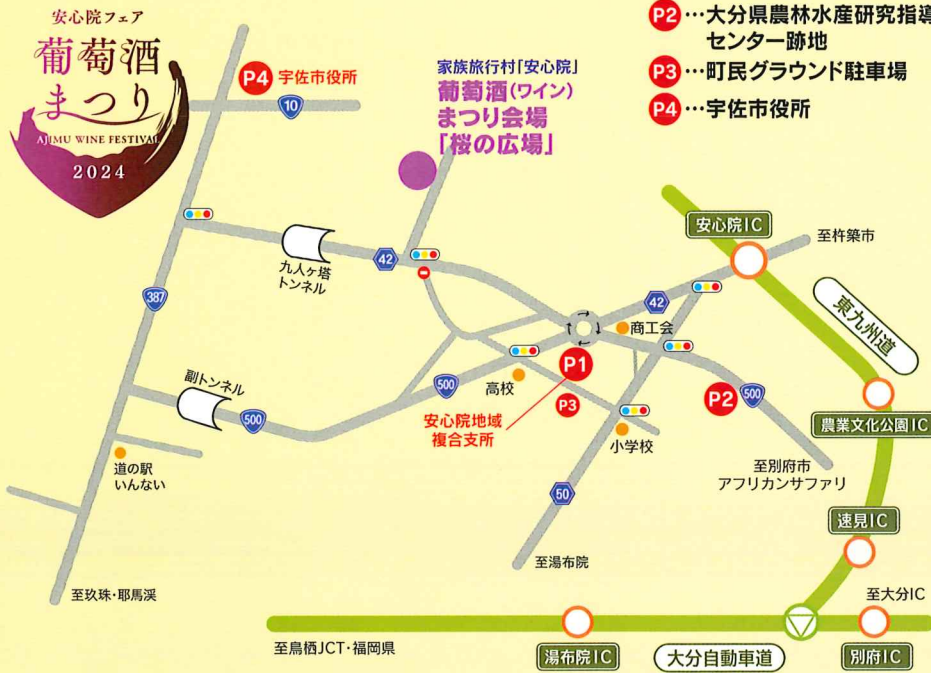 安心院フェア
葡萄酒
まつり
AJIMU WINE FESTIVAL
2024
P4 宇佐市役所
10
家族旅行村「安心院」
葡萄酒(ワイン)
まつり会場
「桜の広場」
P2…大分県農林水産研究指導
センター跡地
P3…町民グラウンド駐車場
P4…宇佐市役所
安心院IC
至杵築市
九人ヶ塔
トンネル
42
42
387
東九州道
商工会
P1
高校
500
P3
P2
500
農業文化公園IC
副トンネル
500
安心院地域
複合支所
小学校
道の駅
いんない
至別府市
アフリカンサファリ
50
速見IC
至湯布院
至玖珠・耶馬渓
至大分IC
至鳥栖JCT・福岡県
湯布院IC
大分自動車道
別府IC